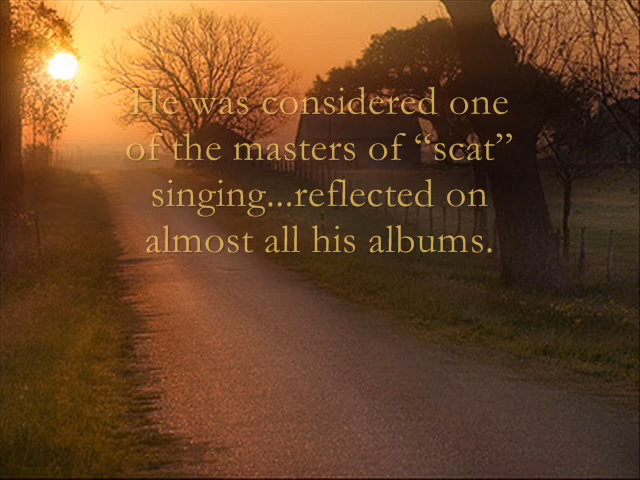 He was considered one
of the masters of “scat”
singing...reflected on
almost all his albums.